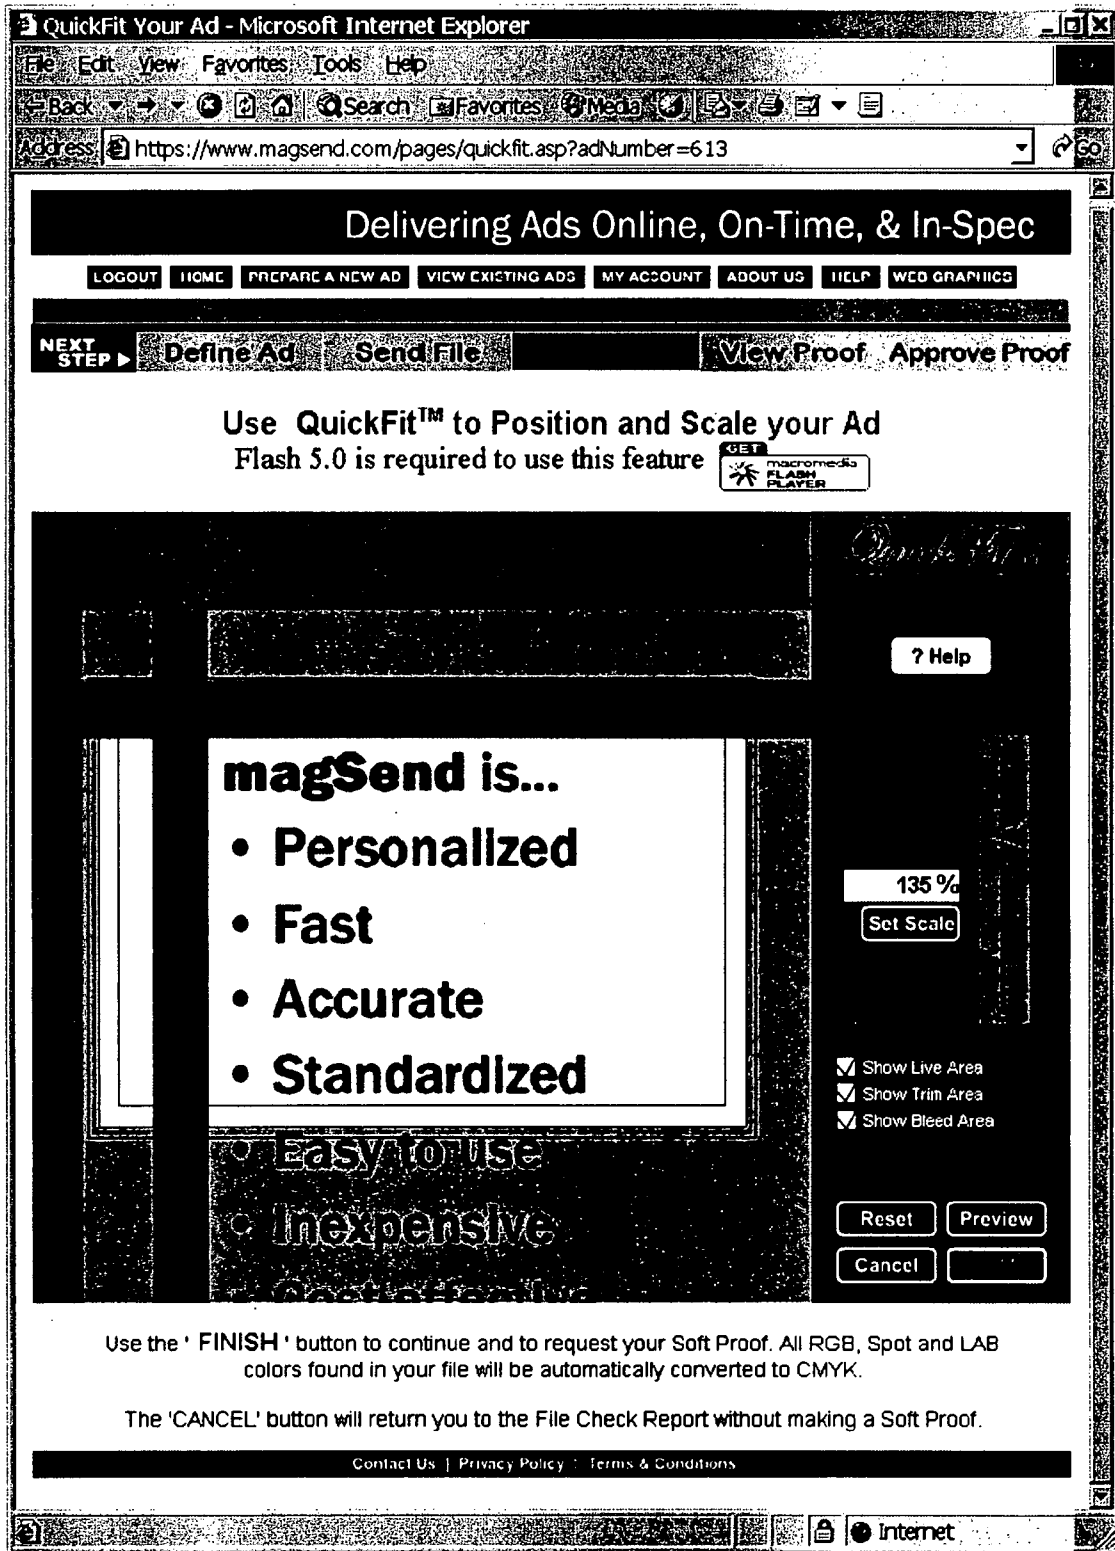 QuickFit Your Ad - Microsoft Internet Explorer
File Edit View Favorites Tools Help
Back Search Favorites Media
Address https://www.magsend.com/pages/quickfit.asp?adNumber=613 Go
Delivering Ads Online, On-Time, & In-Spec
LOGOUT HOME PREPARE A NEW AD VIEW EXISTING ADS MY ACCOUNT ABOUT US HELP WEB GRAPHICS
NEXT STEP Define Ad Send File View Proof Approve Proof
Use QuickFit™ to Position and Scale your Ad
Flash 5.0 is required to use this feature
GET macromedia FLASH PLAYER
QuickFit
? Help
magSend is...
• Personalized
• Fast
135 %
Set Scale
• Accurate
• Standardized
Show Live Area
Show Trim Area
Show Bleed Area
• Easy to use
• Inexpensive
Reset Preview
Cancel
• Cost effective
Use the ' FINISH ' button to continue and to request your Soft Proof. All RGB, Spot and LAB
colors found in your file will be automatically converted to CMYK.
The 'CANCEL' button will return you to the File Check Report without making a Soft Proof.
Contact Us | Privacy Policy | Terms & Conditions
Internet